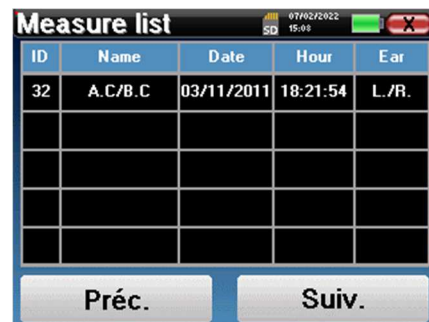 Measure list
SD
07/02/2022
15:08
X
ID Name Date Hour Ear
32 A.C/B.C 03/11/2011 18:21:54 L./R.
Préc. Suiv.